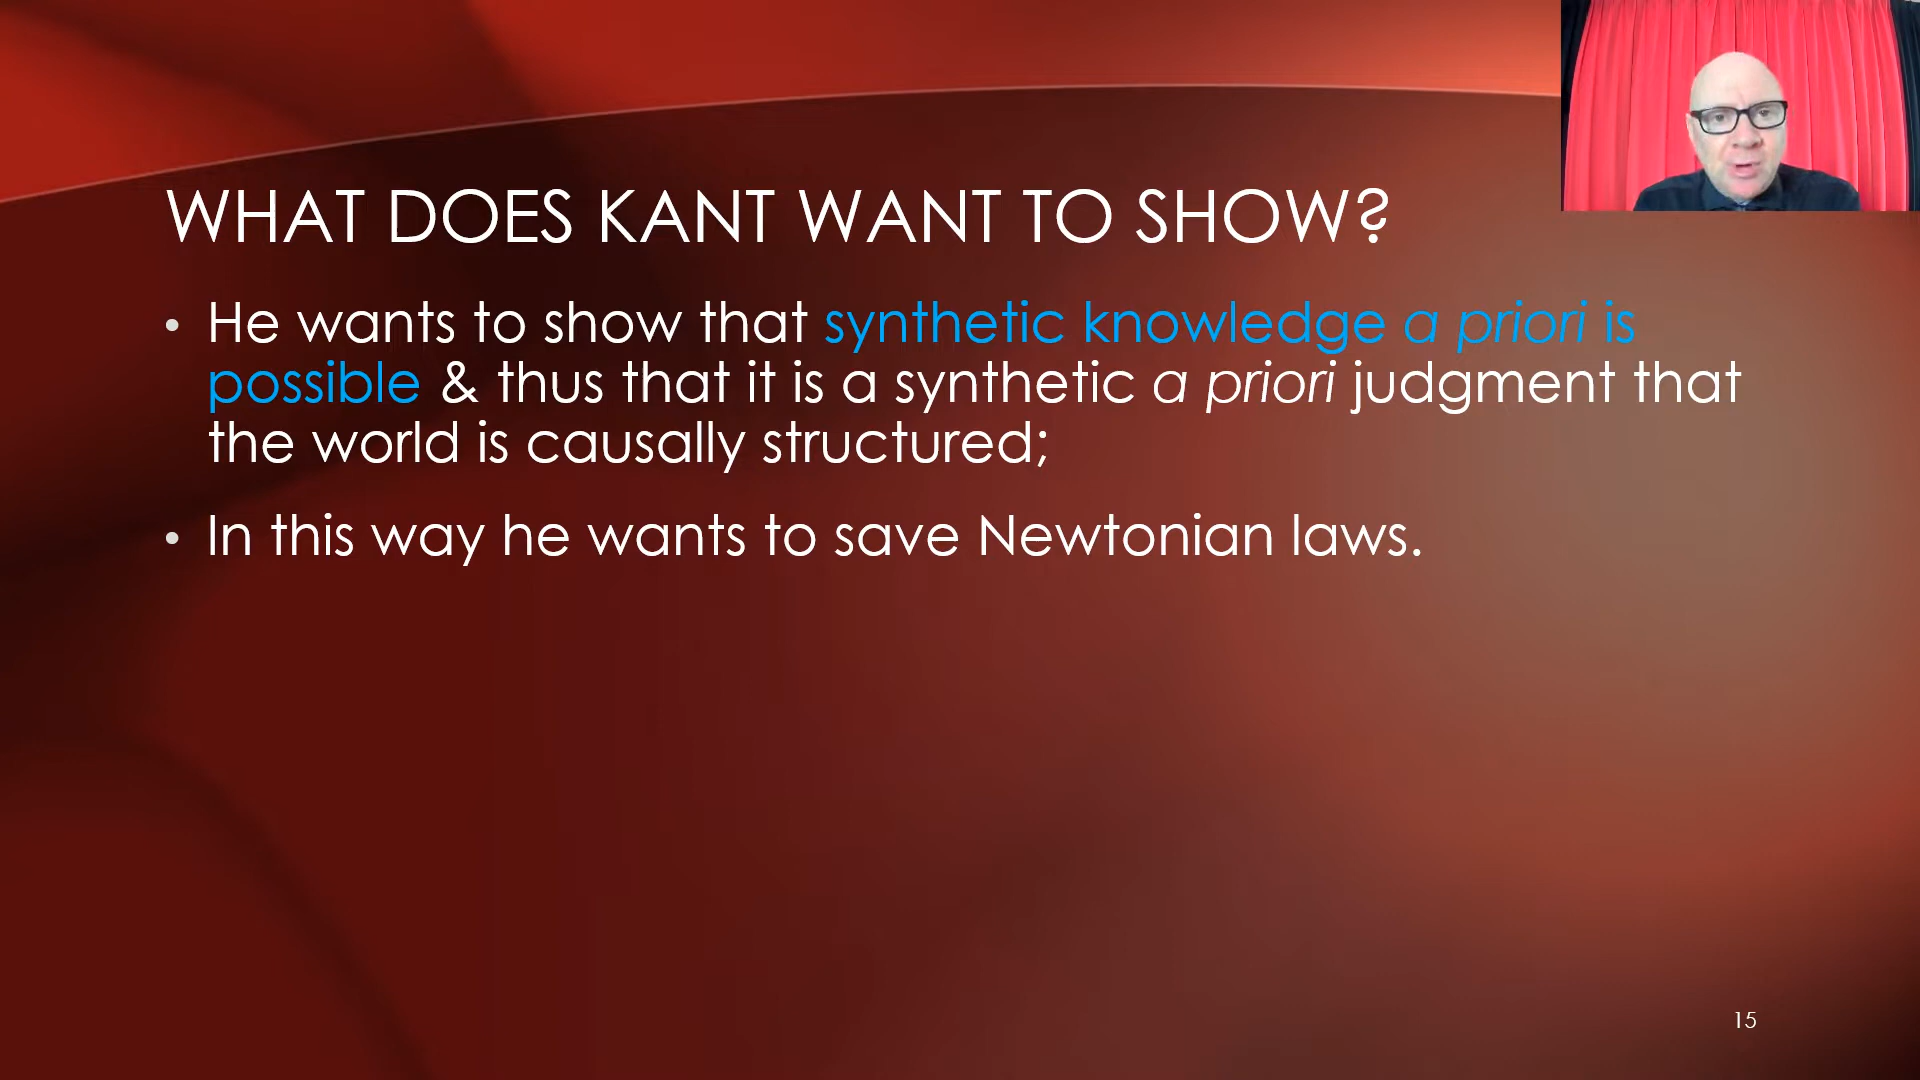 WHAT DOES KANT WANT TO SHOW?
• He wants to show that synthetic knowledge a priori is
possible & thus that it is a synthetic a priori judgment that
the world is causally structured;
• In this way he wants to save Newtonian laws.
15